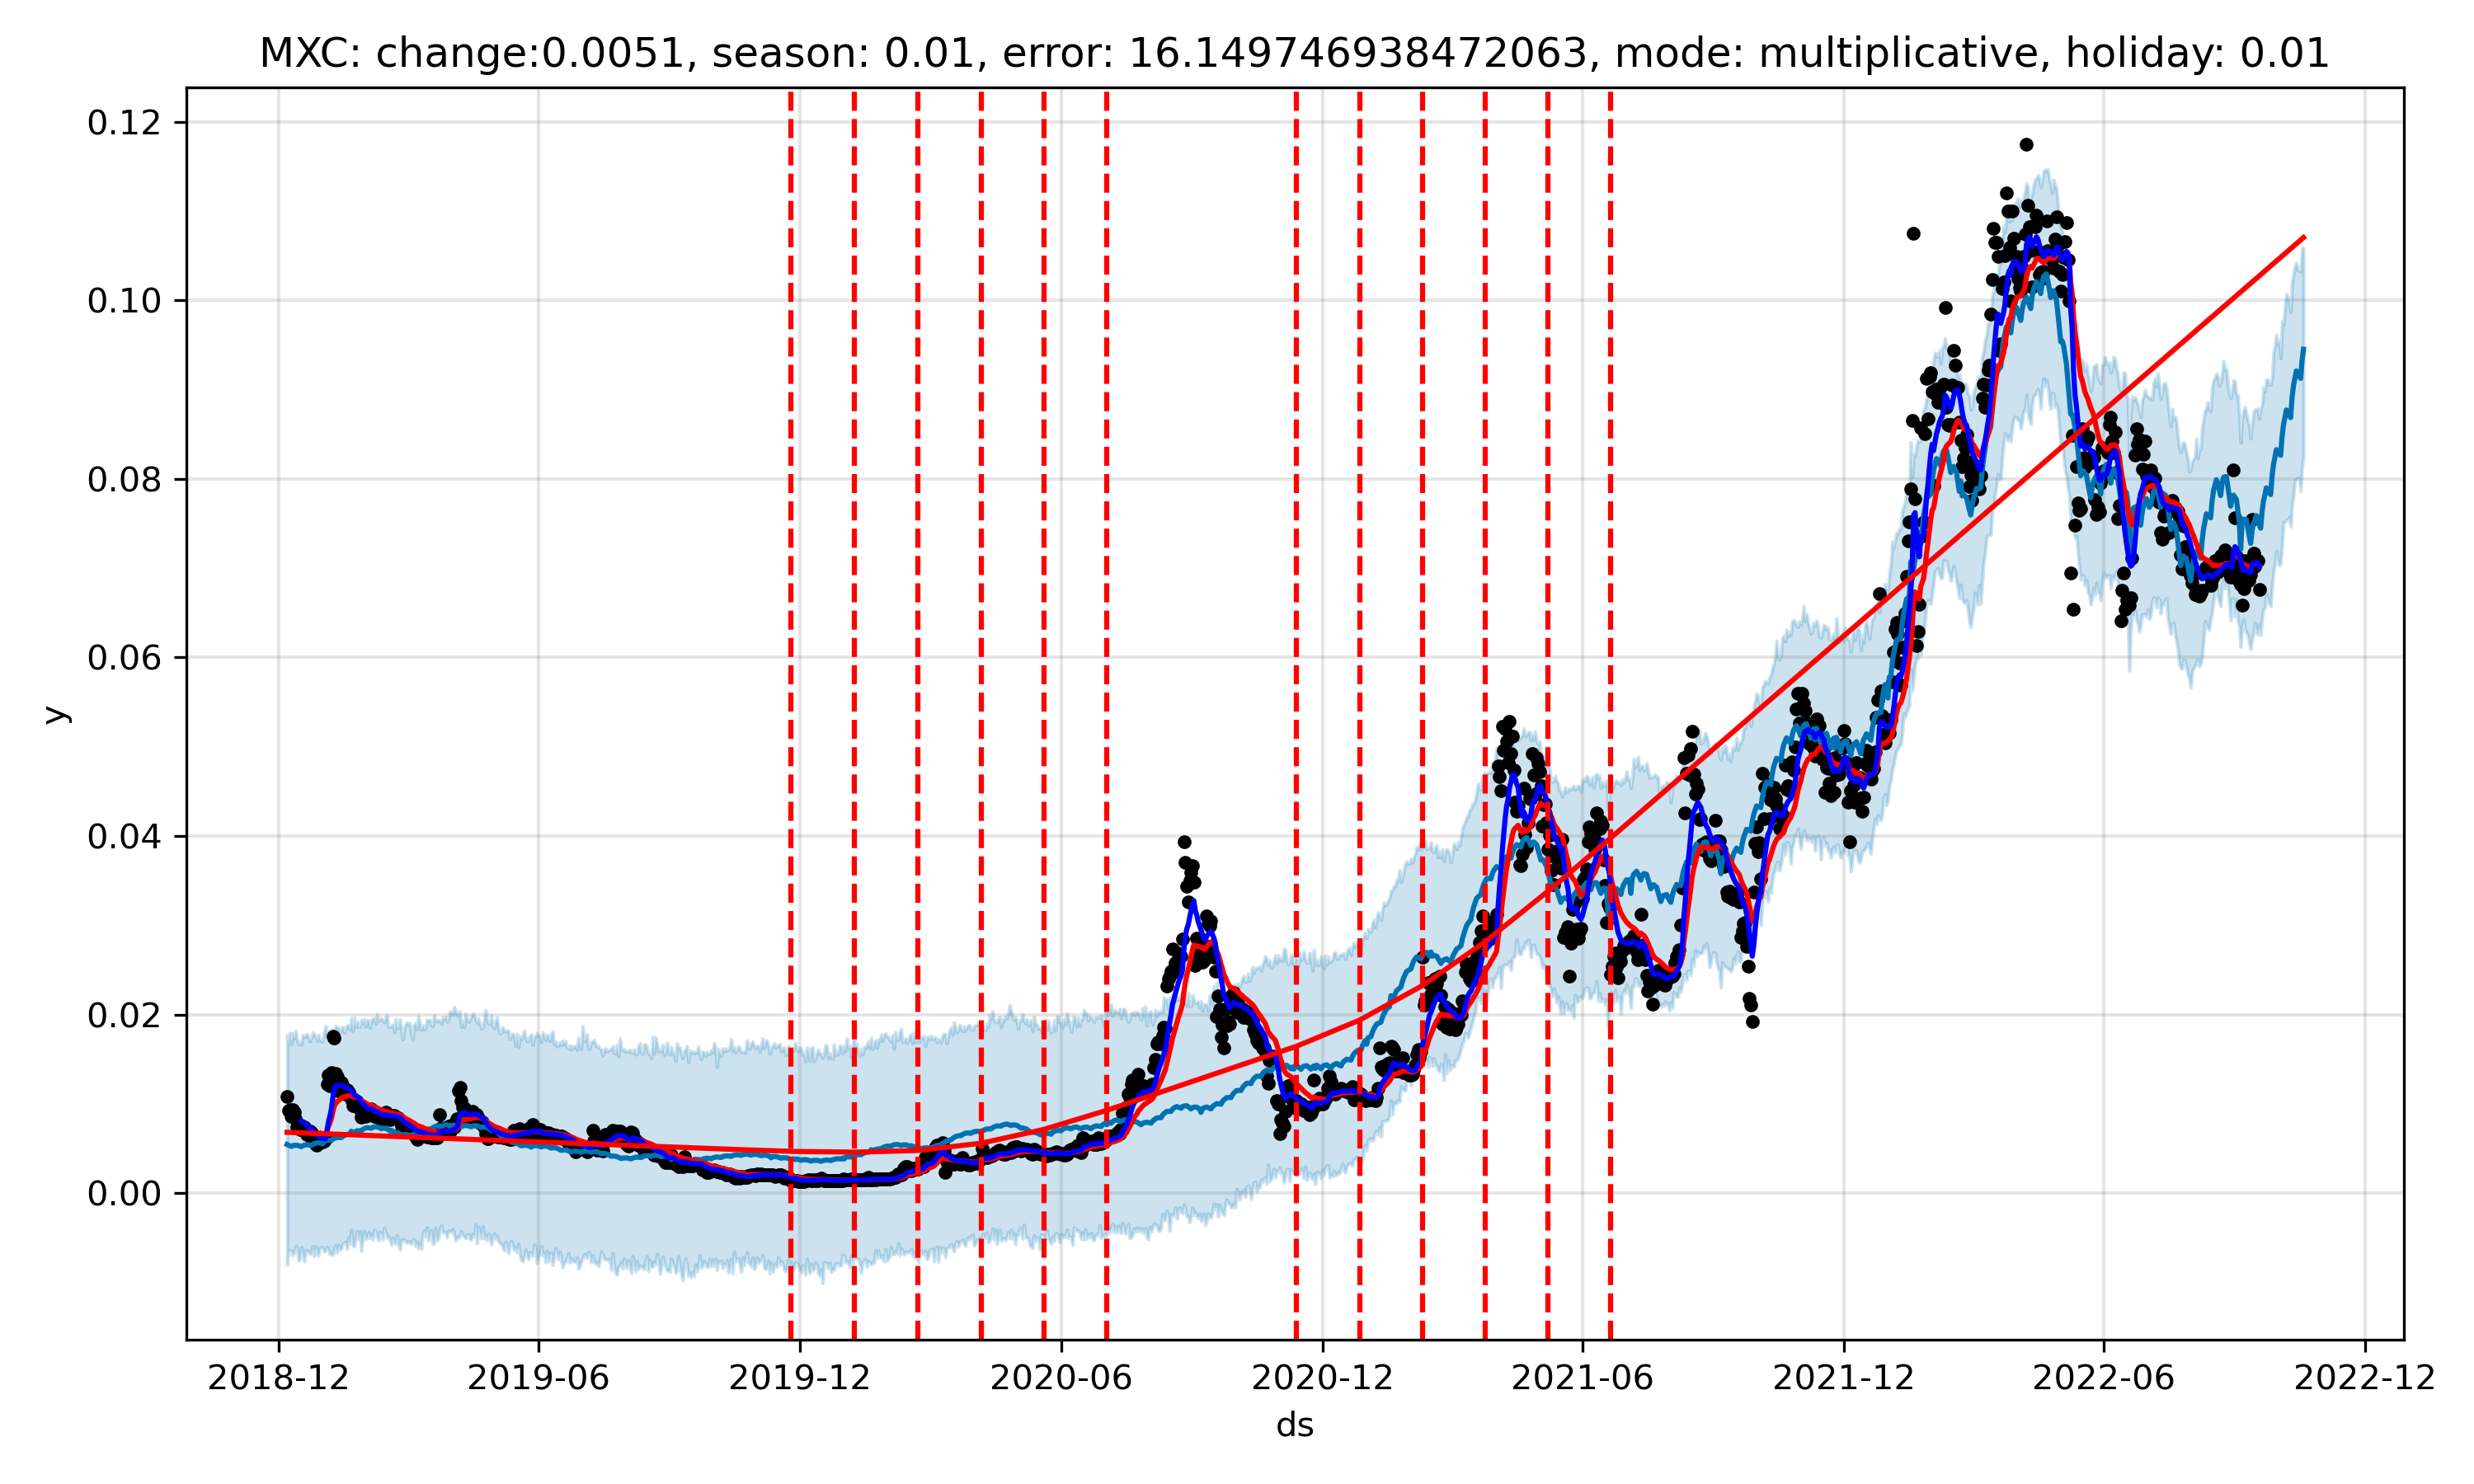 MXC: change:0.0051, season: 0.01, error: 16.149746938472063, mode: multiplicative, holiday: 0.01
0.12
0.10
0.08
0.06
0.04
0.02
0.00
y
2018-12 2019-06 2019-12 2020-06 2020-12 2021-06 2021-12 2022-06 2022-12
ds